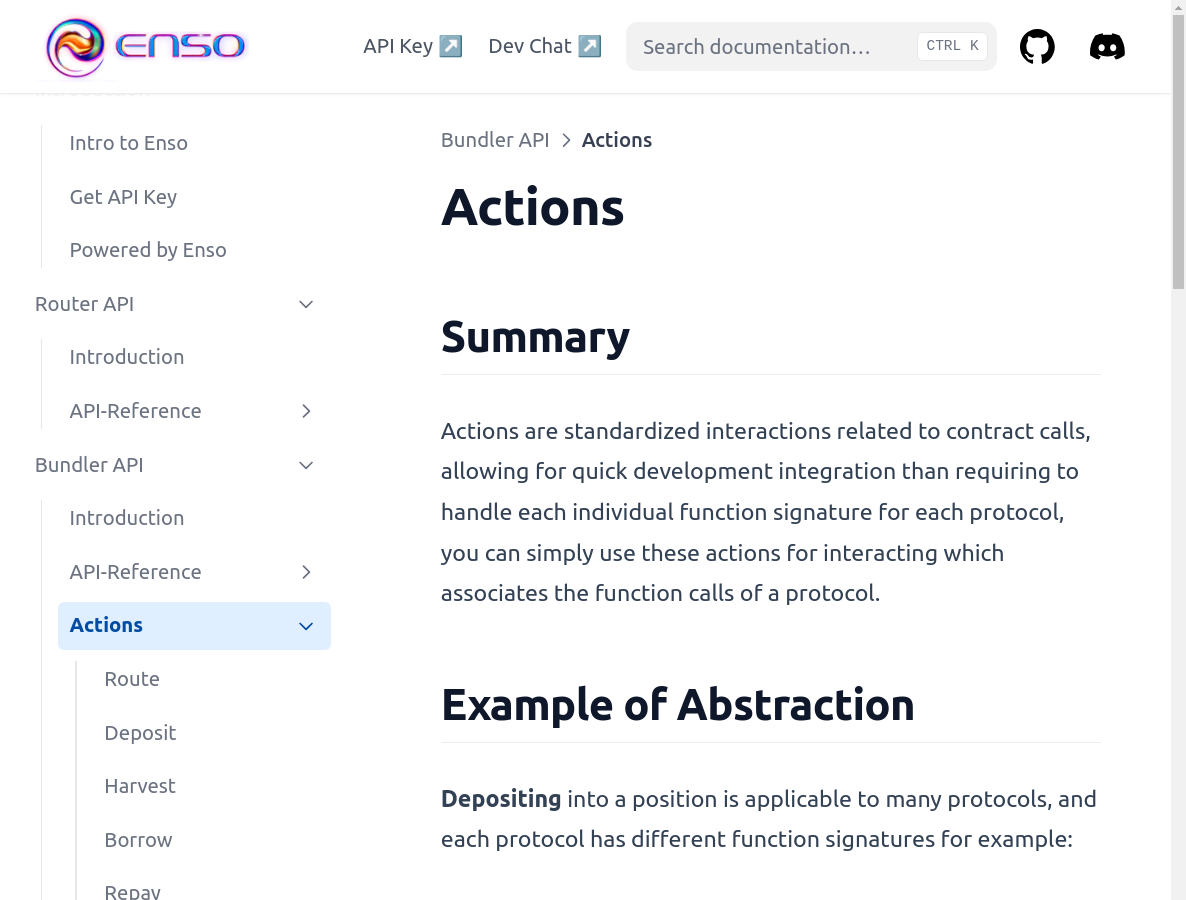 ENSO
API Key ↗
Dev Chat ↗
Search documentation…
CTRL K
Intro to Enso
Get API Key
Powered by Enso
Router API
Introduction
API-Reference
Bundler API
Introduction
API-Reference
Actions
Route
Deposit
Harvest
Borrow
Repay
Bundler API > Actions
Actions
Summary
Actions are standardized interactions related to contract calls,
allowing for quick development integration than requiring to
handle each individual function signature for each protocol,
you can simply use these actions for interacting which
associates the function calls of a protocol.
Example of Abstraction
Depositing into a position is applicable to many protocols, and
each protocol has different function signatures for example: